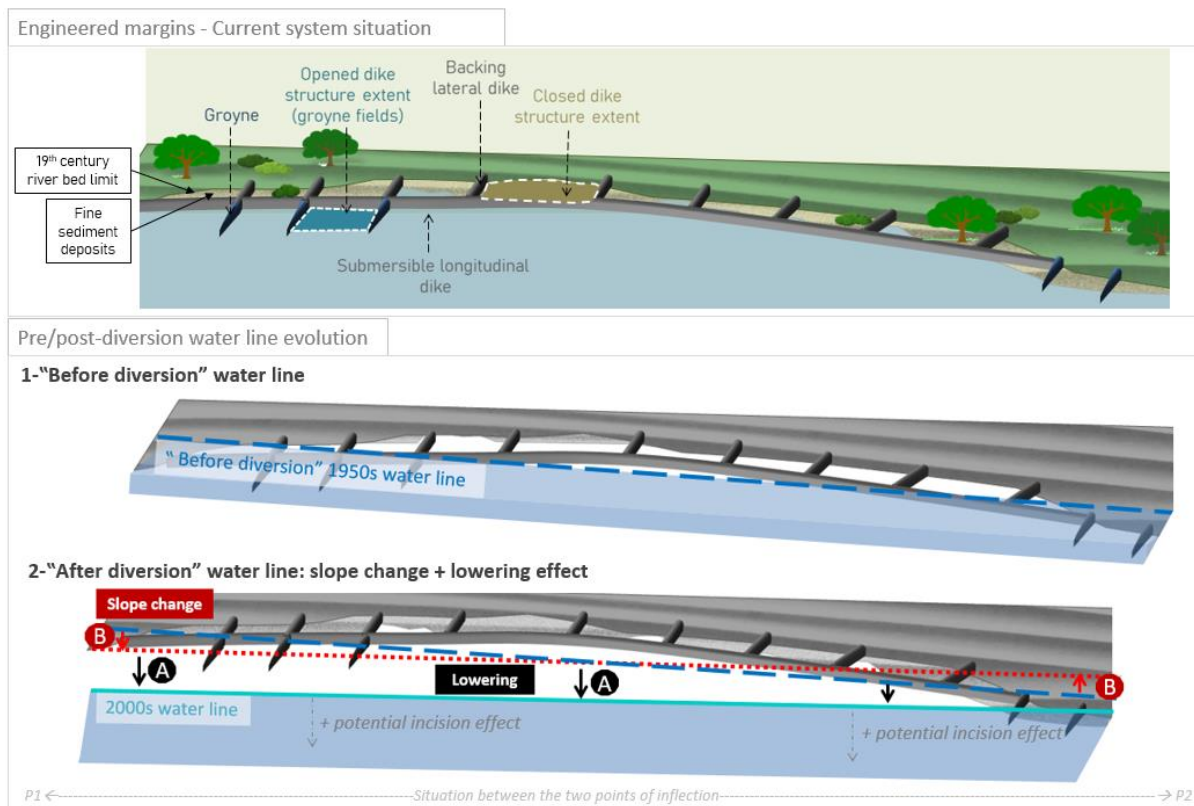 Engineered margins - Current system situation
Opened dike
structure extent
(groyne fields)
Backing
lateral dike
Closed dike
structure extent
Groyne
19th century
river bed limit
Fine
sediment
deposits
Submersible longitudinal
dike
Pre/post-diversion water line evolution
1-"Before diversion" water line
" Before diversion" 1950s water line
2-"After diversion" water line: slope change + lowering effect
Slope change
B
A
Lowering
A
B
2000s water line
+ potential incision effect
+ potential incision effect
P1 <-----Situation between the two points of inflection-----> P2